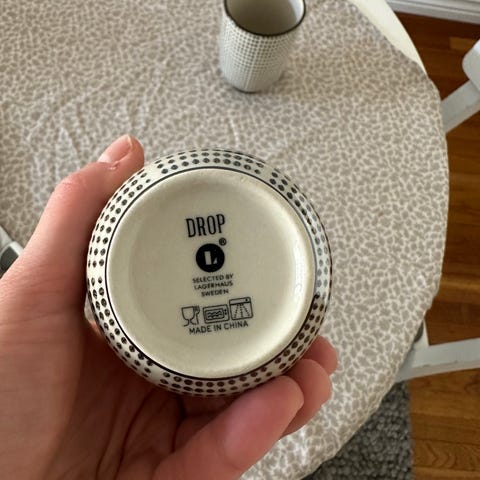 DROP
L®
SELECTED BY
LAGERHAUS
SWEDEN
MADE IN CHINA